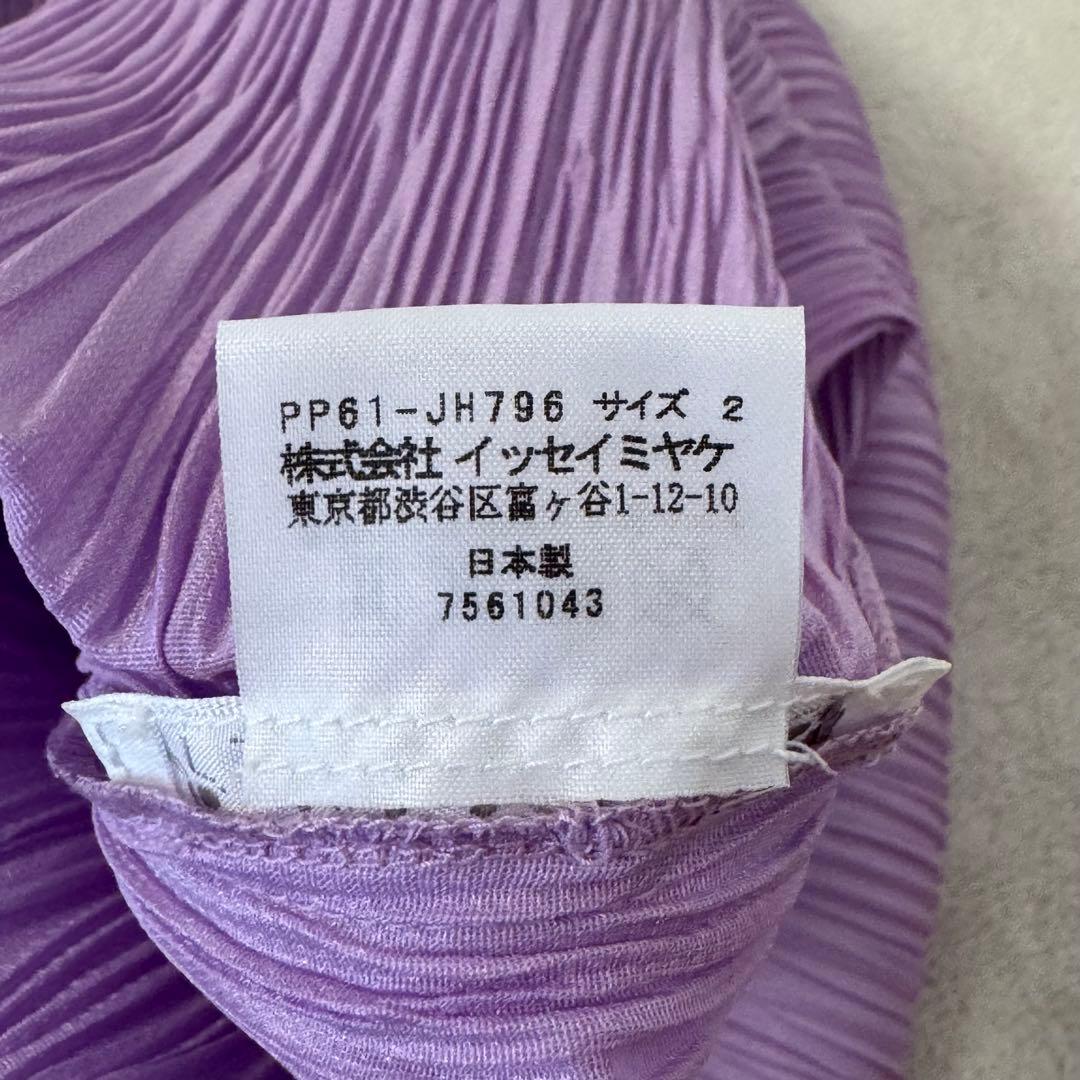 PP61-JH796 サイズ 2
株式会社 イッセイミヤケ
東京都渋谷区富ヶ谷1-12-10
日本製
7561043